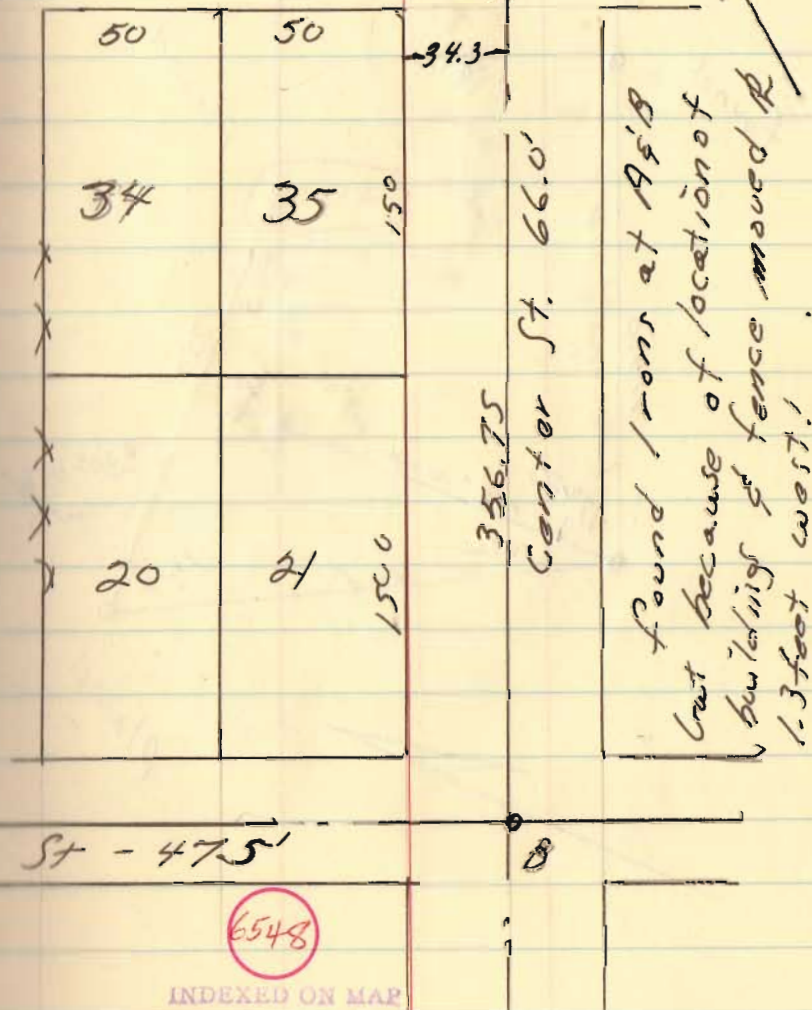 50
50
34.3
34
35
150
Center St. 66.0'
356.75
found Irons at A & B
but because of location of
buildings & fence moved ℄
1.3 feet west!
20
21
150.0
St - 47.5'
B
6548
INDEXED ON MAP